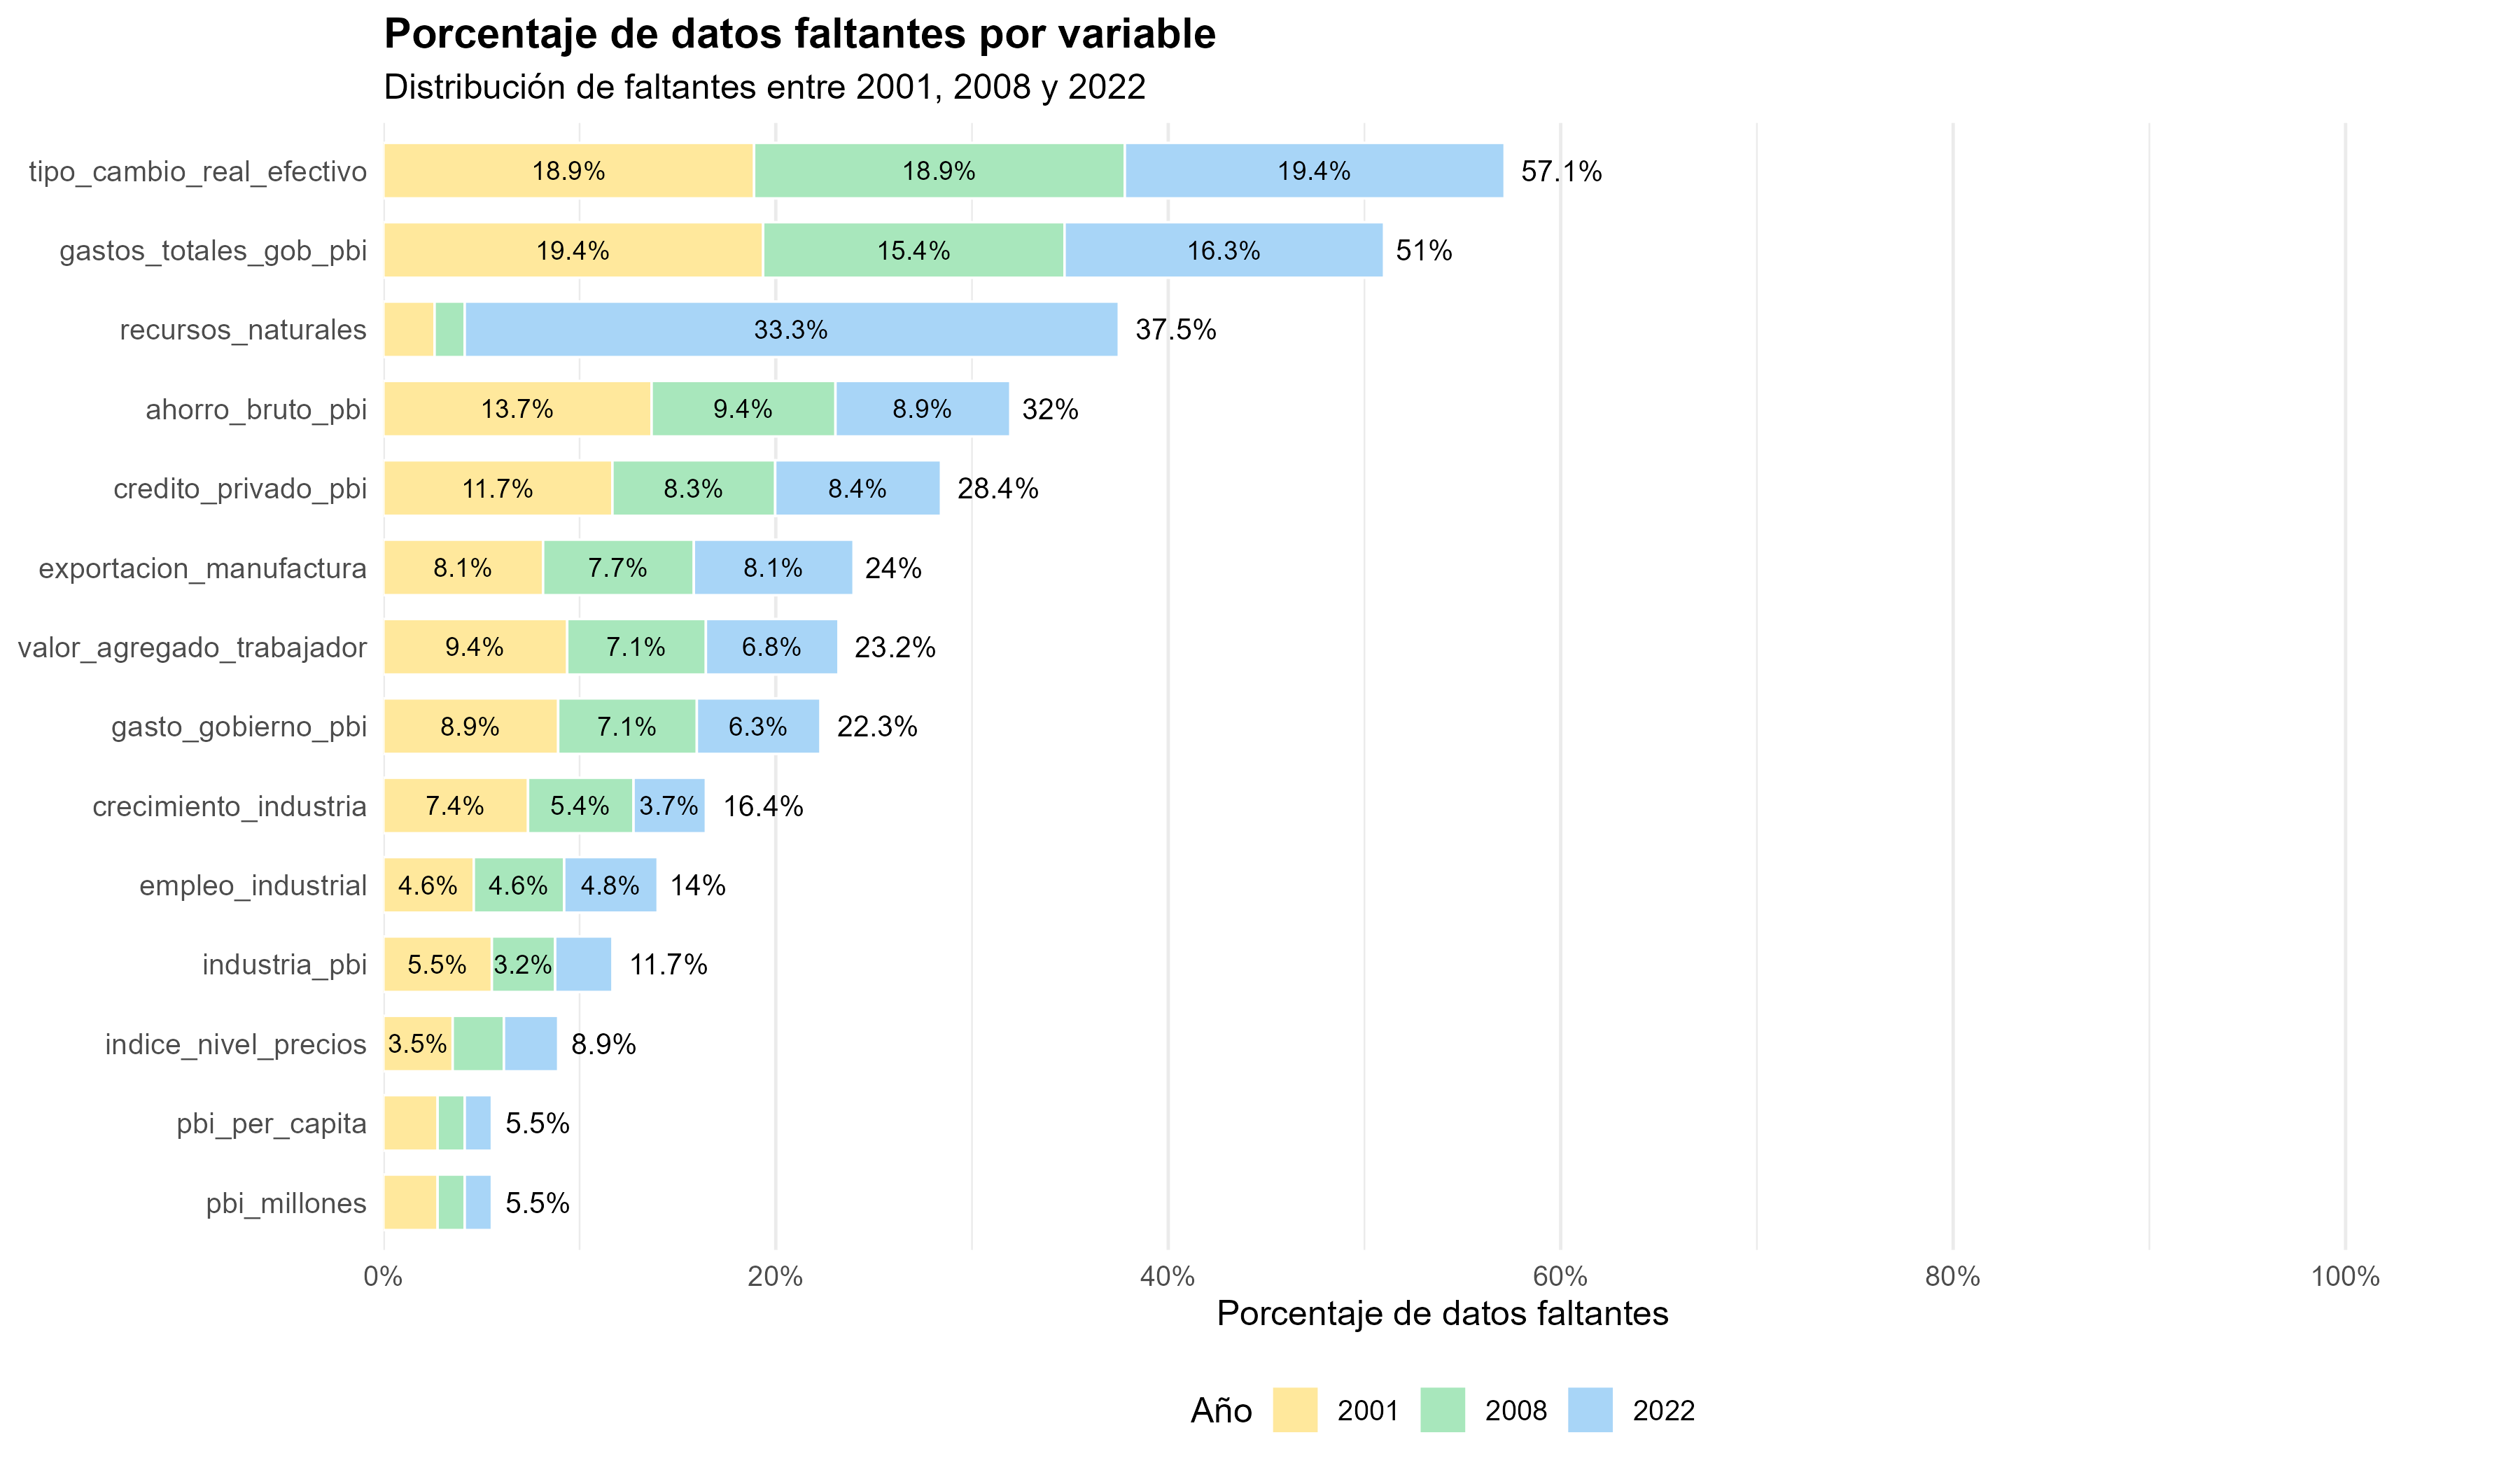 Porcentaje de datos faltantes por variable
Distribución de faltantes entre 2001, 2008 y 2022
tipo_cambio_real_efectivo 18.9% 18.9% 19.4% 57.1%
gastos_totales_gob_pbi 19.4% 15.4% 16.3% 51%
recursos_naturales 33.3% 37.5%
ahorro_bruto_pbi 13.7% 9.4% 8.9% 32%
credito_privado_pbi 11.7% 8.3% 8.4% 28.4%
exportacion_manufactura 8.1% 7.7% 8.1% 24%
valor_agregado_trabajador 9.4% 7.1% 6.8% 23.2%
gasto_gobierno_pbi 8.9% 7.1% 6.3% 22.3%
crecimiento_industria 7.4% 5.4% 3.7% 16.4%
empleo_industrial 4.6% 4.6% 4.8% 14%
industria_pbi 5.5% 3.2% 11.7%
indice_nivel_precios 3.5% 8.9%
pbi_per_capita 5.5%
pbi_millones 5.5%
0% 20% 40% 60% 80% 100%
Porcentaje de datos faltantes
Año 2001 2008 2022